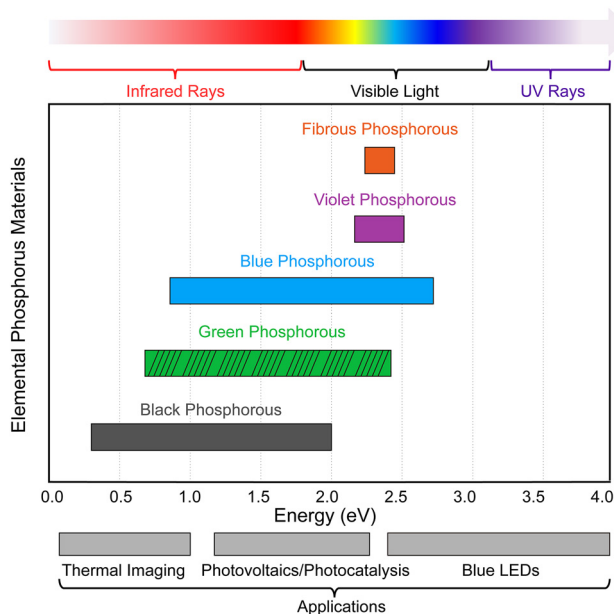 Infrared Rays
Visible Light
UV Rays
Elemental Phosphorus Materials
Fibrous Phosphorous
Violet Phosphorous
Blue Phosphorous
Green Phosphorous
Black Phosphorous
0.0 0.5 1.0 1.5 2.0 2.5 3.0 3.5 4.0
Energy (eV)
Thermal Imaging
Photovoltaics/Photocatalysis
Blue LEDs
Applications